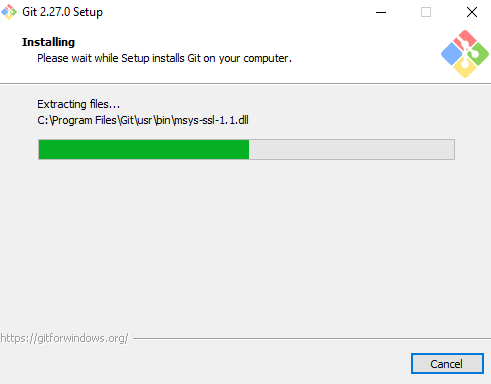 Git 2.27.0 Setup
Installing
Please wait while Setup installs Git on your computer.
Extracting files...
C:\Program Files\Git\usr\bin\msys-ssl-1.1.dll
https://gitforwindows.org/
Cancel